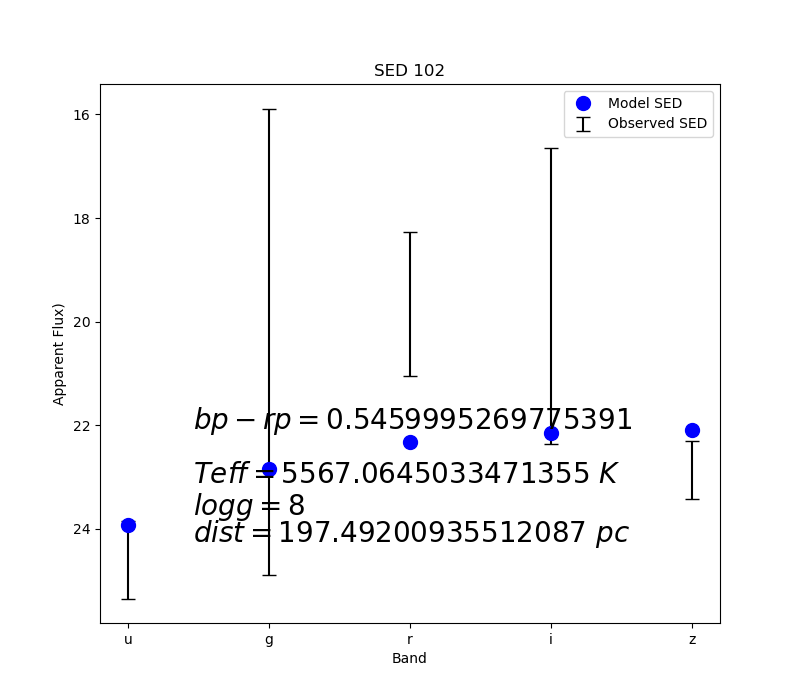 SED 102
Model SED
Observed SED
16
18
20
22
24
Apparent Flux)
bp − rp = 0.5459995269775391
Teff = 5567.0645033471355 K
logg = 8
dist = 197.49200935512087 pc
u g r i z
Band